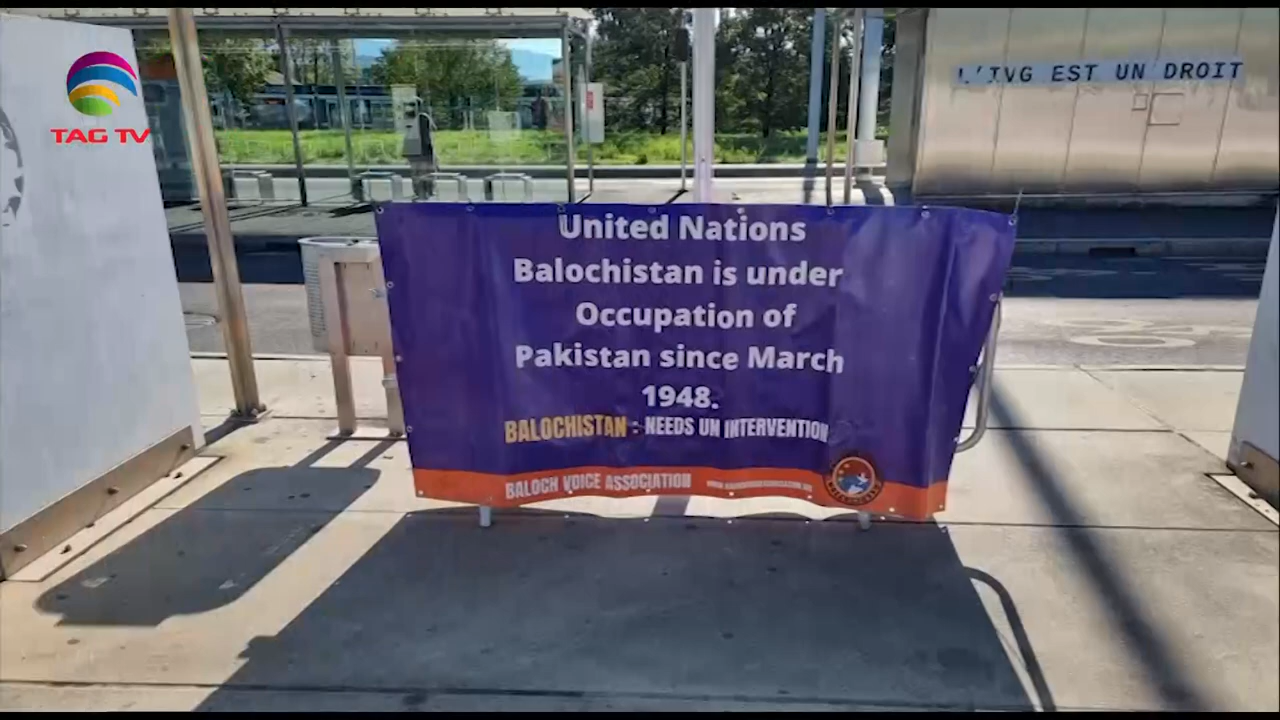 TAG TV
L'IVG EST UN DROIT
United Nations
Balochistan is under
Occupation of
Pakistan since March
1948.
BALOCHISTAN : NEEDS UN INTERVENTION
BALOCH VOICE ASSOCIATION